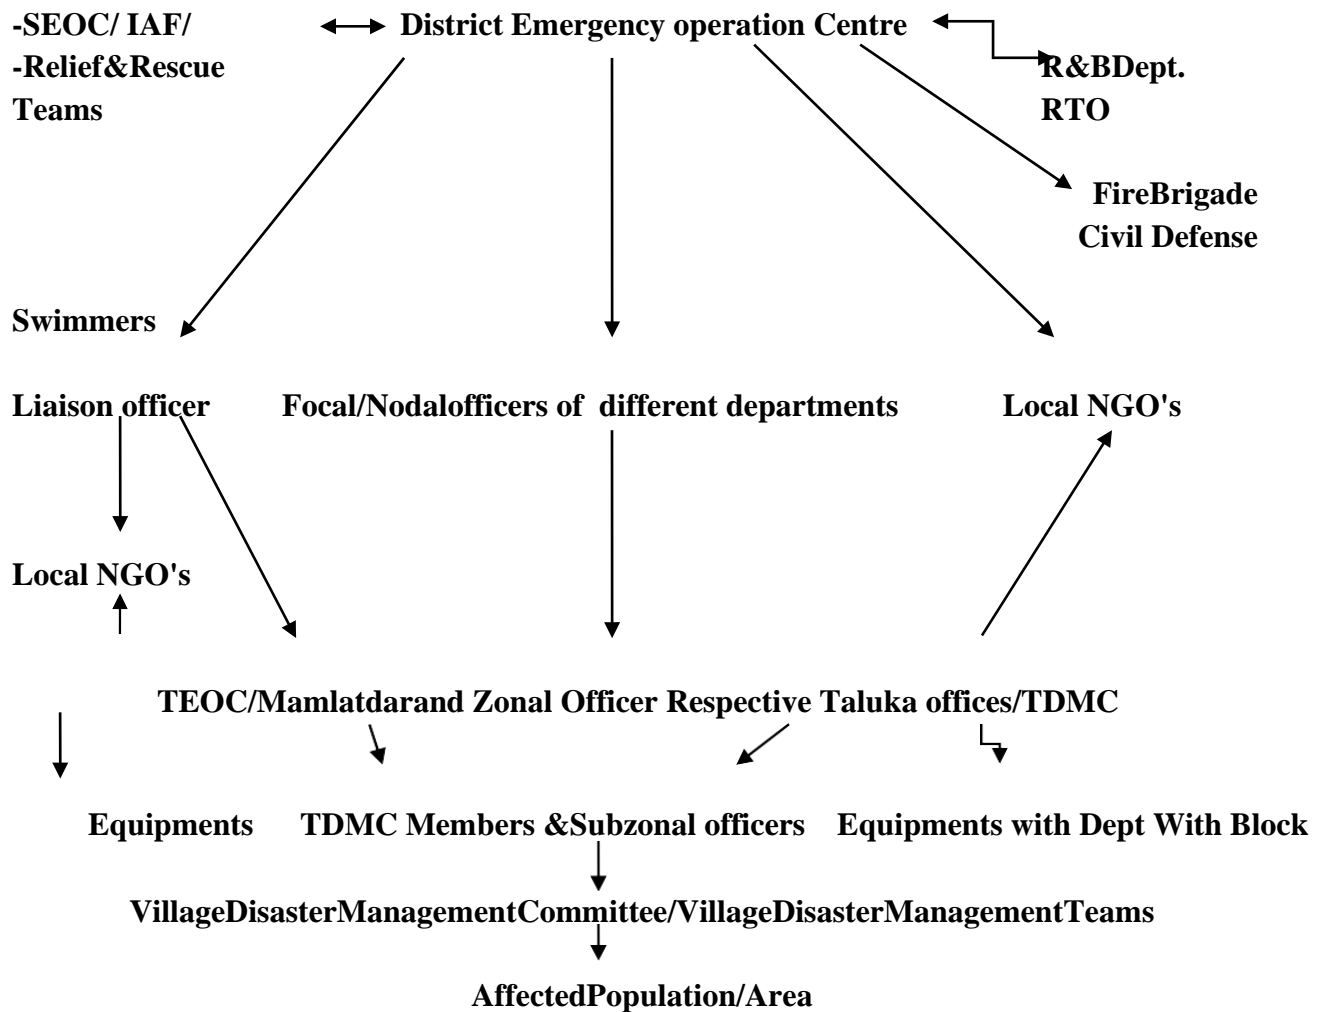 -SEOC/ IAF/
-Relief&Rescue
Teams
District Emergency operation Centre
R&BDept.
RTO
FireBrigade
Civil Defense
Swimmers
Liaison officer
Focal/Nodalofficers of different departments
Local NGO's
Local NGO's
TEOC/Mamlatdarand Zonal Officer Respective Taluka offices/TDMC
Equipments
TDMC Members &Subzonal officers
Equipments with Dept With Block
VillageDisasterManagementCommittee/VillageDisasterManagementTeams
AffectedPopulation/Area